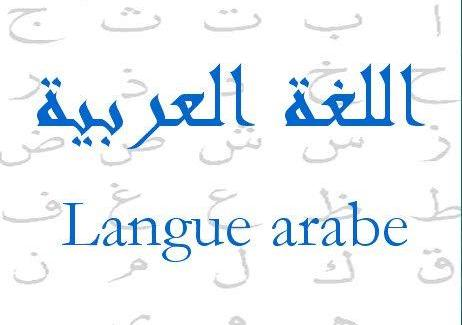 ا ب ت ث ج
ح خ د ذ ر
اللغة العربية
ز س ش ص ض
ط ظ ع غ ف
Langue arabe
ق ك ل م ن